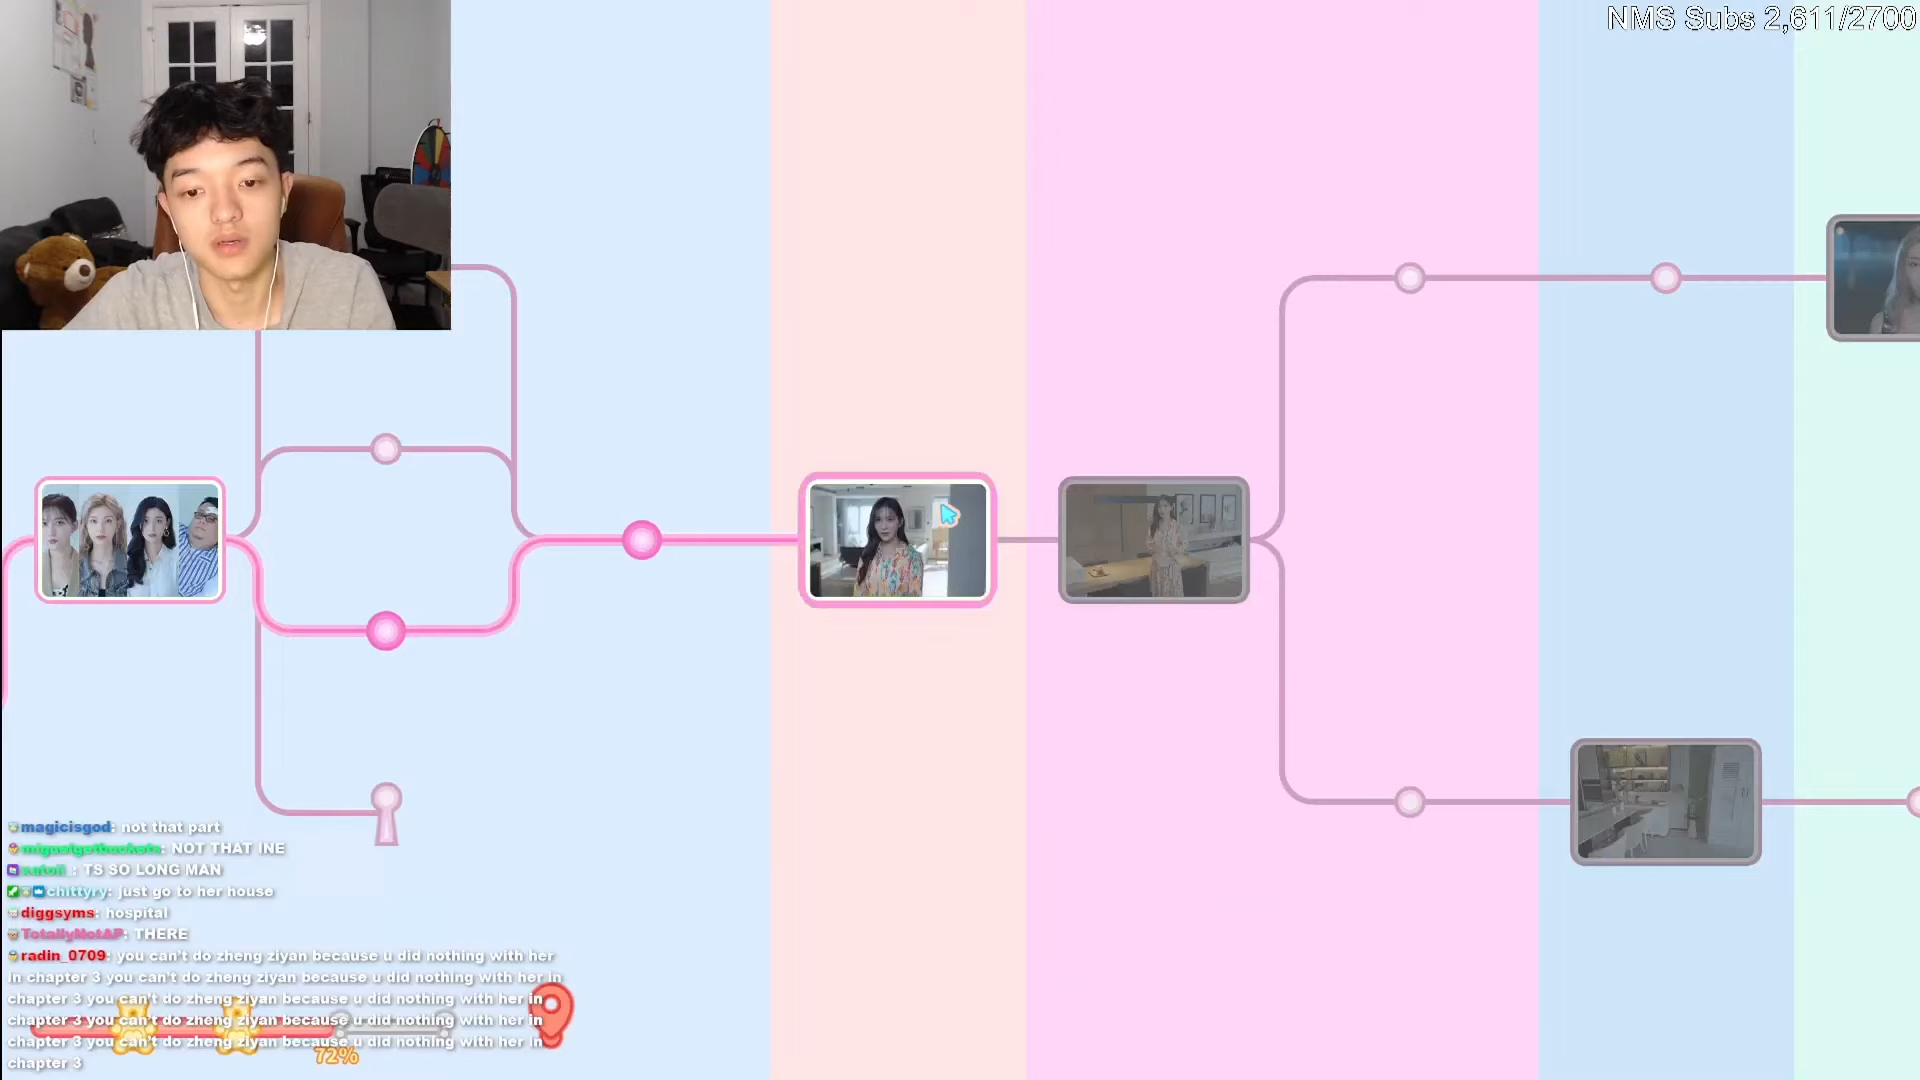 NMS Subs 2,611/2700
magicisgod: not that part
miguelgetbuckets: NOT THAT INE
satoii_: TS SO LONG MAN
chittyry: just go to her house
diggsyms: hospital
TotallyNotAP: THERE
radin_0709: you can't do zheng ziyan because u did nothing with her
in chapter 3 you can't do zheng ziyan because u did nothing with her in
chapter 3 you can't do zheng ziyan because u did nothing with her in
chapter 3 you can't do zheng ziyan because u did nothing with her in
chapter 3 you can't do zheng ziyan because u did nothing with her in
chapter 3
72%